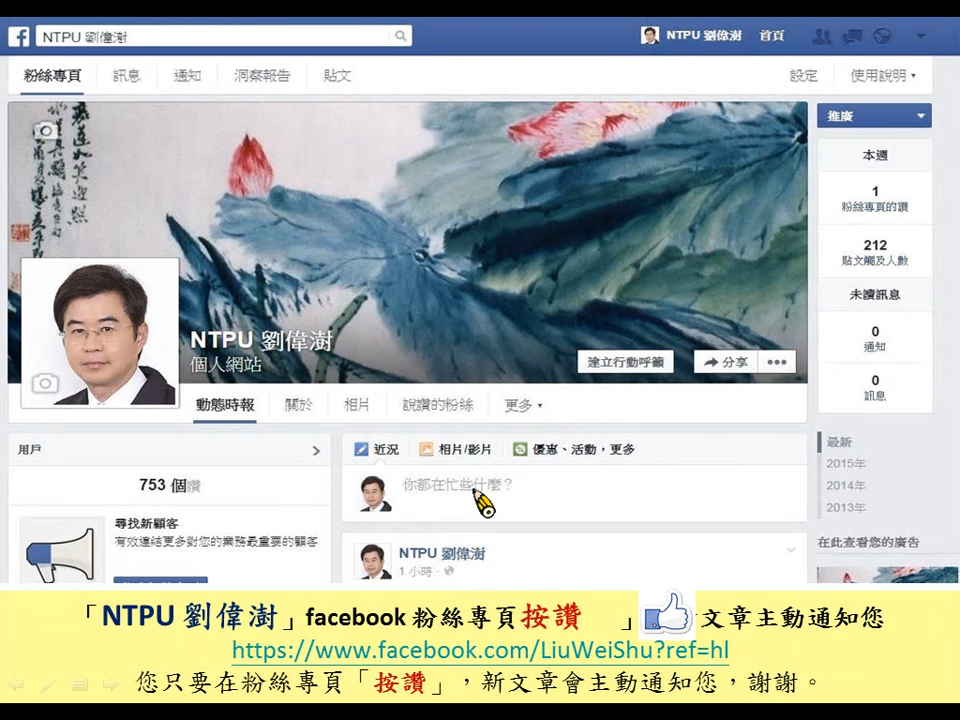 NTPU 劉偉澍
NTPU 劉偉澍 首頁
粉絲專頁 訊息 通知 洞察報告 貼文 設定 使用說明
推廣
本週
1
粉絲專頁的讚
212
貼文觸及人數
未讀訊息
0
通知
0
訊息
NTPU 劉偉澍
個人網站
建立行動呼籲 分享 •••
動態時報 關於 相片 說讚的粉絲 更多
最新
2015年
2014年
2013年
在此查看您的廣告
用戶
753 個讚
尋找新顧客
有效連結更多對您的業務最重要的顧客
近況 相片/影片 優惠、活動，更多
你都在忙些什麼？
NTPU 劉偉澍
1 小時
「NTPU 劉偉澍」facebook 粉絲專頁按讚 」 文章主動通知您
https://www.facebook.com/LiuWeiShu?ref=hl
您只要在粉絲專頁「按讚」，新文章會主動通知您，謝謝。